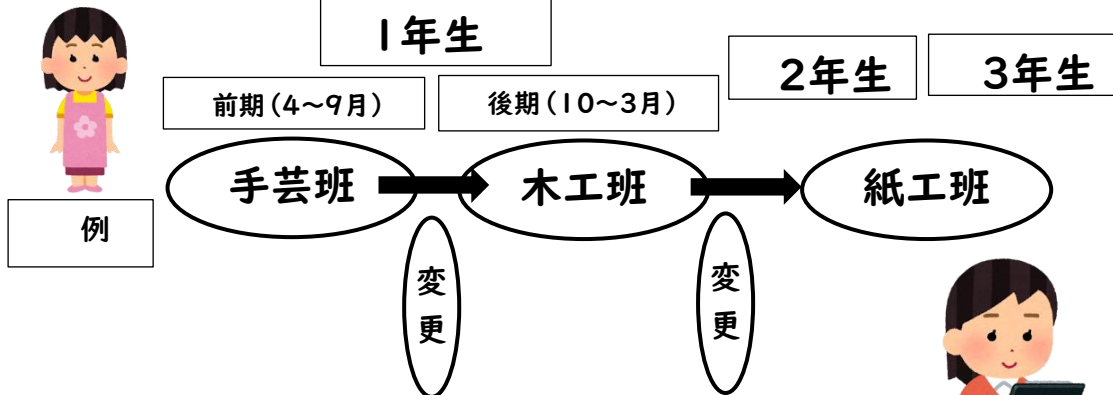 1年生
2年生
3年生
前期(4~9月)
後期(10~3月)
手芸班
木工班
紙工班
例
変更
変更